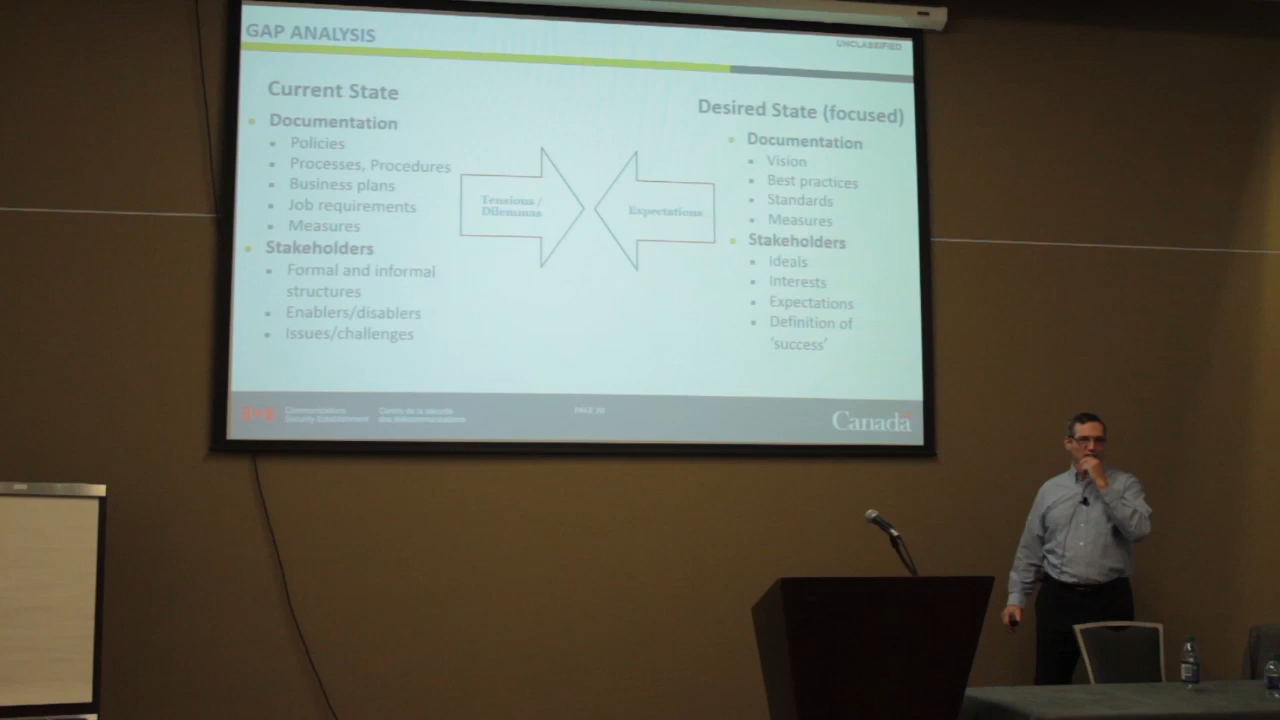 GAP ANALYSIS
UNCLASSIFIED
Current State
Documentation
Policies
Processes, Procedures
Business plans
Job requirements
Measures
Stakeholders
Formal and informal
structures
Enablers/disablers
Issues/challenges
Tensions /
Dilemmas
Expectations
Desired State (focused)
Documentation
Vision
Best practices
Standards
Measures
Stakeholders
Ideals
Interests
Expectations
Definition of
'success'
Communications
Security Establishment
Centre de la sécurité
des télécommunications
PAGE 20
Canada